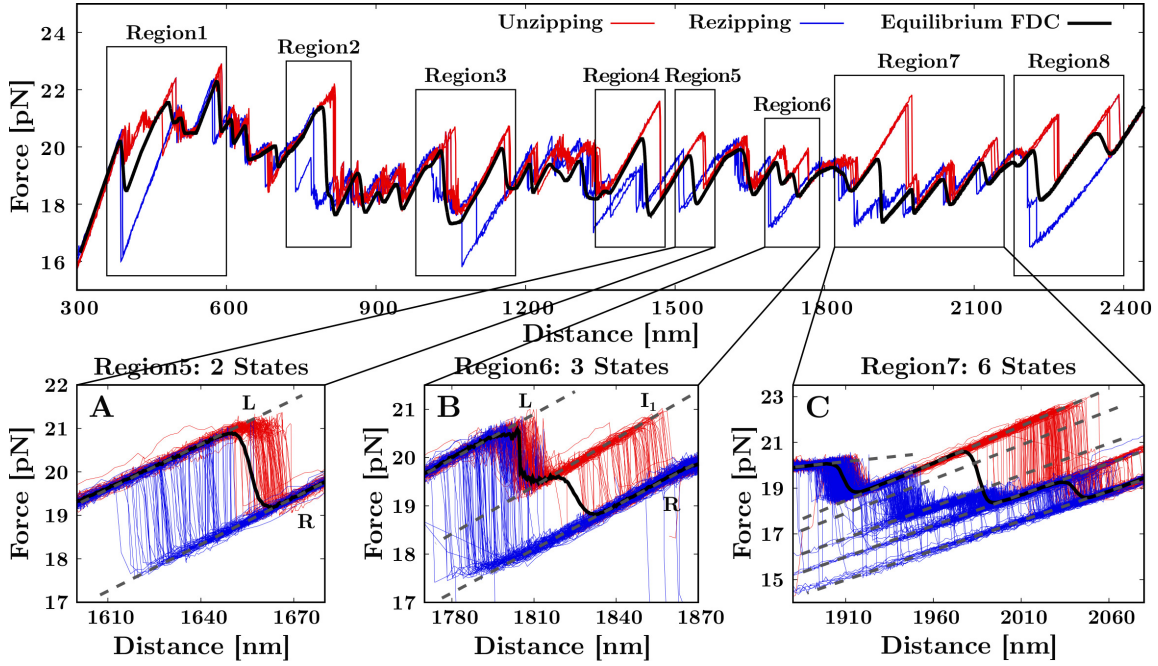 Unzipping Rezipping Equilibrium FDC
Region1
Region2
Region3
Region4
Region5
Region6
Region7
Region8
Force [pN]
24
22
20
18
16
300 600 900 1200 1500 1800 2100 2400
Distance [nm]
Region5: 2 States
A
L
R
Force [pN]
22
21
20
19
18
17
1610 1640 1670
Distance [nm]
Region6: 3 States
B
L
I1
R
Force [pN]
21
20
19
18
17
1780 1810 1840 1870
Distance [nm]
Region7: 6 States
C
Force [pN]
23
21
19
17
15
14
1910 1960 2010 2060
Distance [nm]